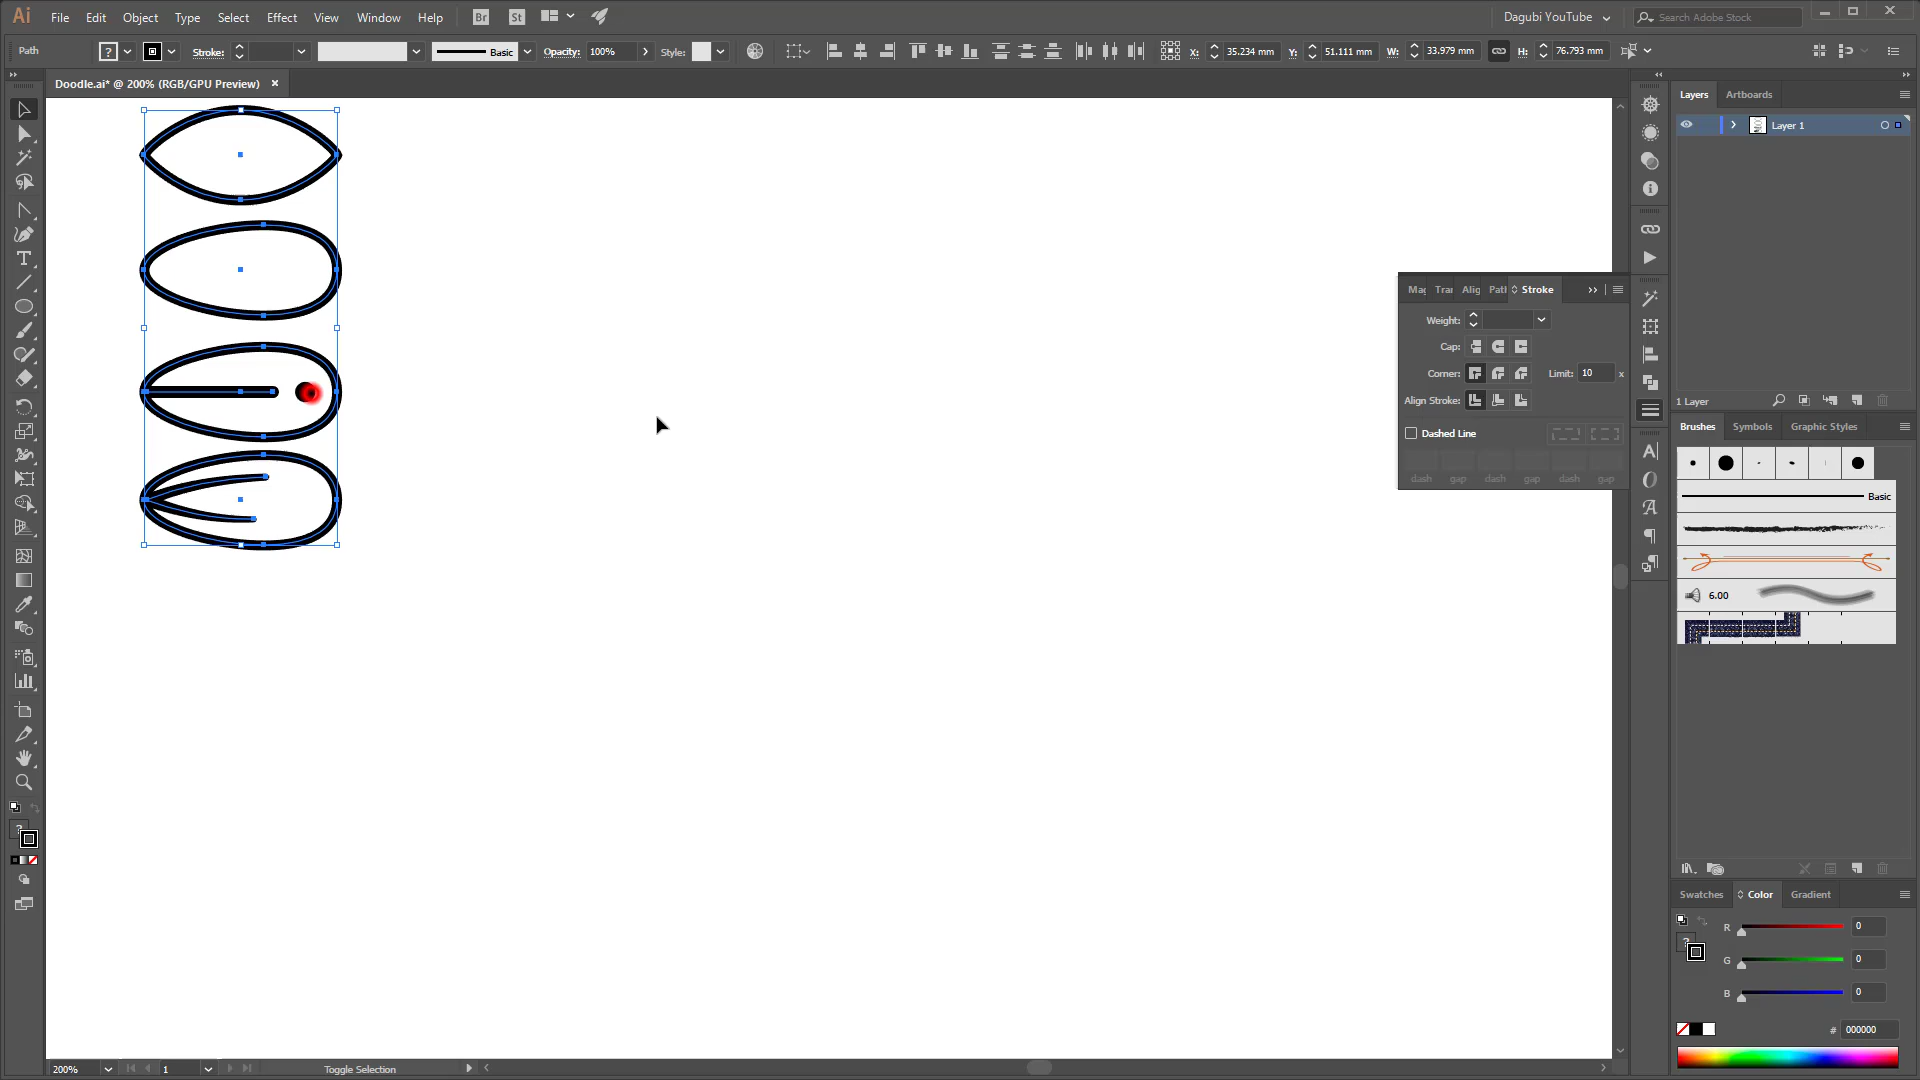 Ai File Edit Object Type Select Effect View Window Help Br St Dagubi YouTube Search Adobe Stock
Path ? Stroke: Basic Opacity: 100% Style: X: 35.234 mm Y: 51.111 mm W: 33.979 mm H: 76.793 mm
Doodle.ai* @ 200% (RGB/GPU Preview) ×
Layers Artboards
Layer 1
Mag Tran Alig Path Stroke
Weight:
Cap:
Corner: Limit: 10 x
Align Stroke:
Dashed Line
dash gap dash gap dash gap
1 Layer
Brushes Symbols Graphic Styles
Basic
6.00
Swatches Color Gradient
R 0
G 0
B 0
# 000000
200% 1 Toggle Selection